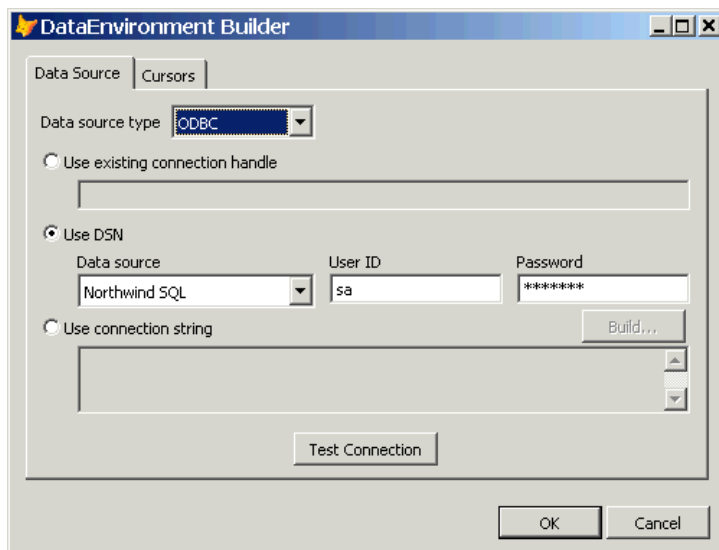 DataEnvironment Builder
Data Source Cursors
Data source type ODBC
Use existing connection handle
Use DSN
Data source User ID Password
Northwind SQL sa *******
Use connection string Build...
Test Connection
OK Cancel